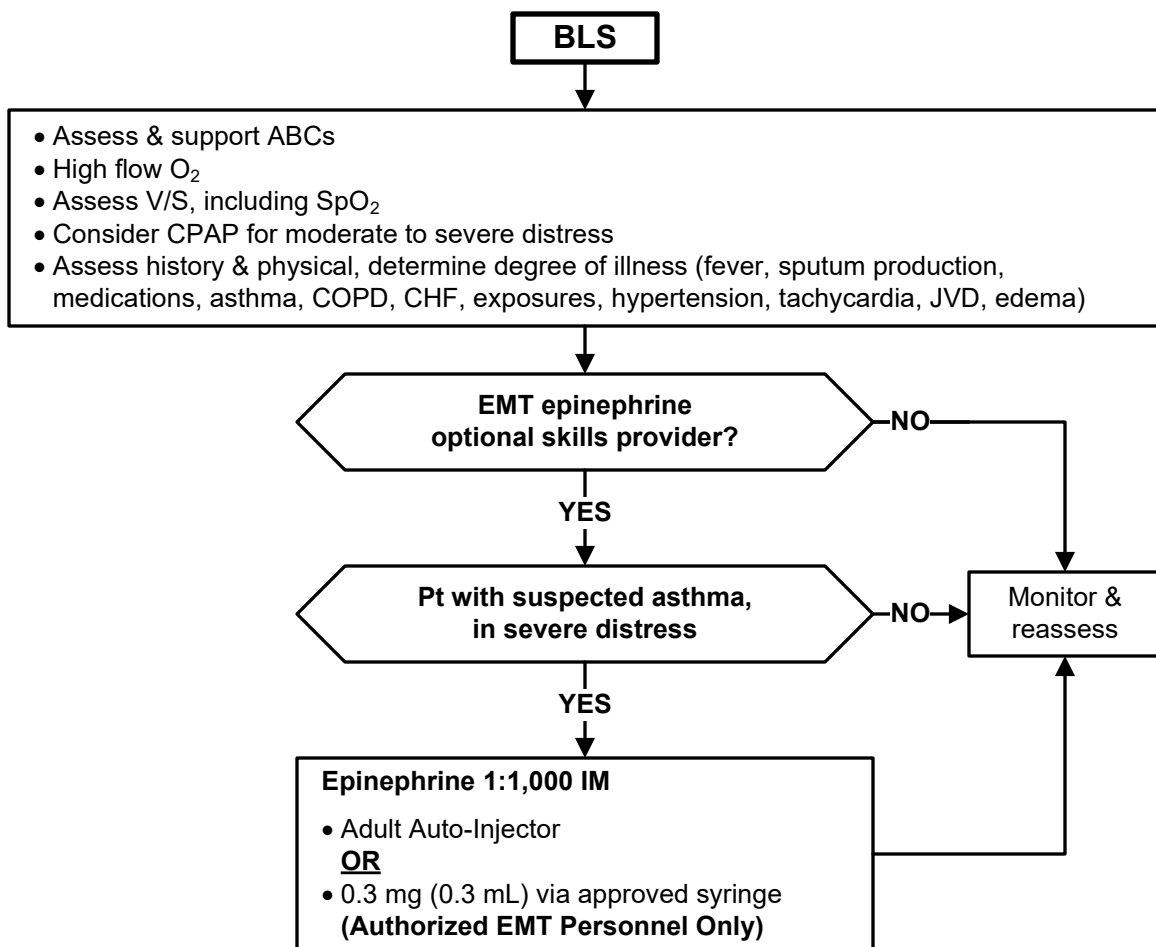 BLS
• Assess & support ABCs
• High flow O₂
• Assess V/S, including SpO₂
• Consider CPAP for moderate to severe distress
• Assess history & physical, determine degree of illness (fever, sputum production,
medications, asthma, COPD, CHF, exposures, hypertension, tachycardia, JVD, edema)
EMT epinephrine
optional skills provider?
NO
YES
Pt with suspected asthma,
in severe distress
NO
Monitor &
reassess
YES
Epinephrine 1:1,000 IM
• Adult Auto-Injector
OR
• 0.3 mg (0.3 mL) via approved syringe
(Authorized EMT Personnel Only)